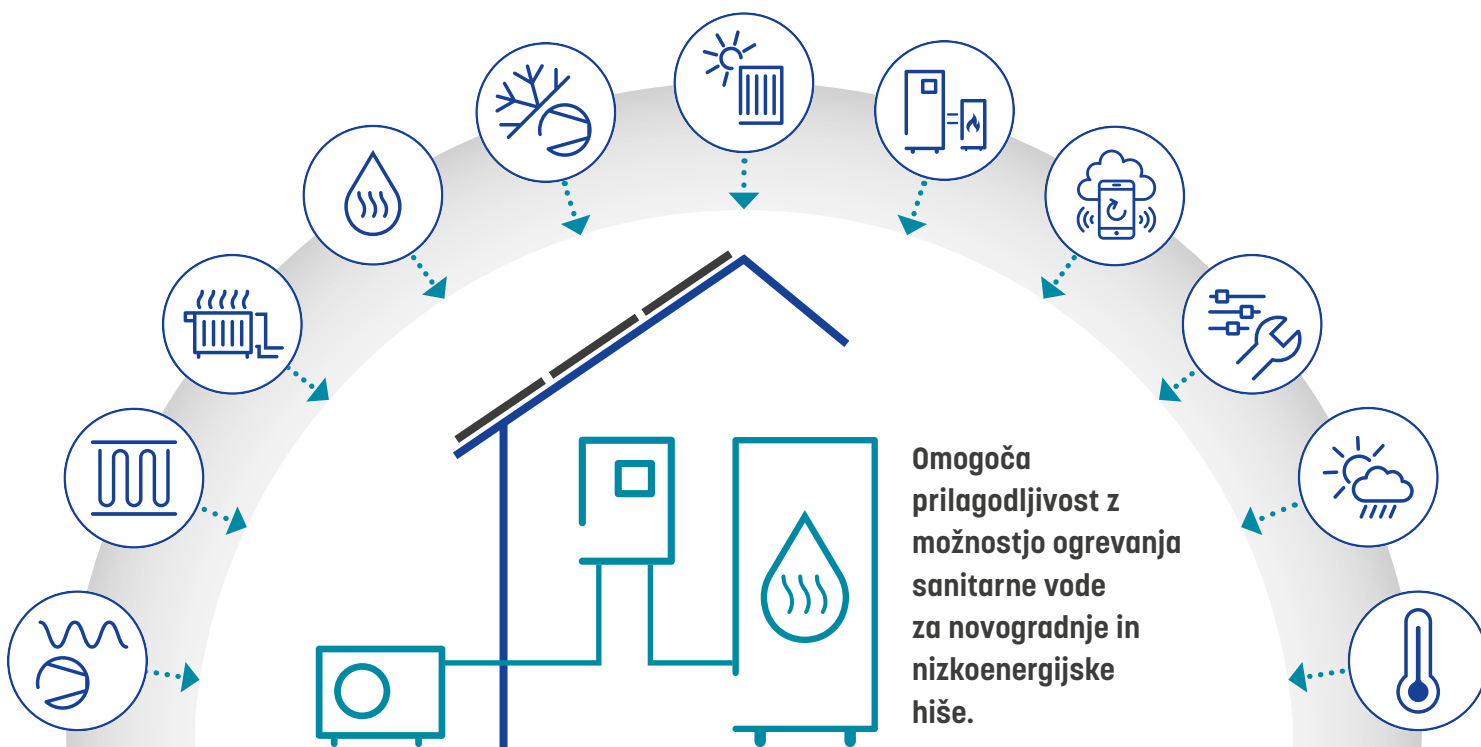 Omogoča
prilagodljivost z
možnostjo ogrevanja
sanitarne vode
za novogradnje in
nizkoenergijske
hiše.